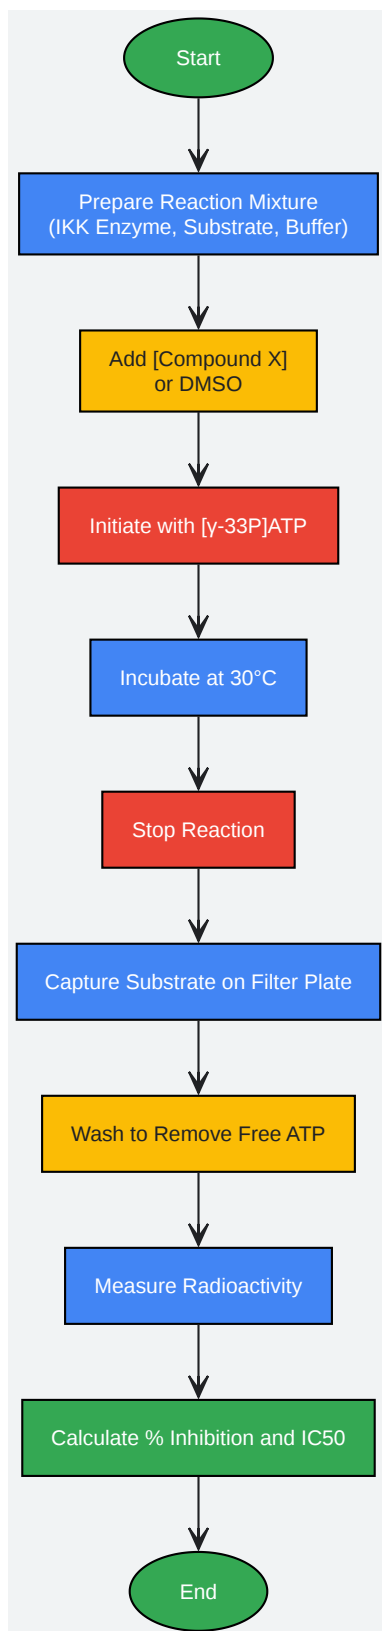 Start
Prepare Reaction Mixture
(IKK Enzyme, Substrate, Buffer)
Add [Compound X]
or DMSO
Initiate with [γ-33P]ATP
Incubate at 30°C
Stop Reaction
Capture Substrate on Filter Plate
Wash to Remove Free ATP
Measure Radioactivity
Calculate % Inhibition and IC50
End